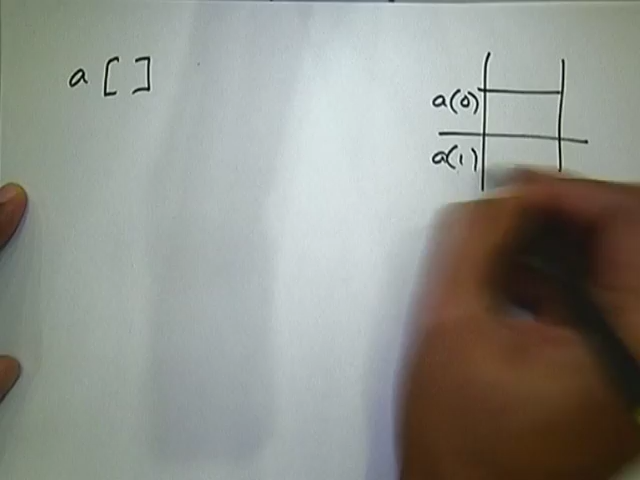 a [ ]
a(0)
a(1)